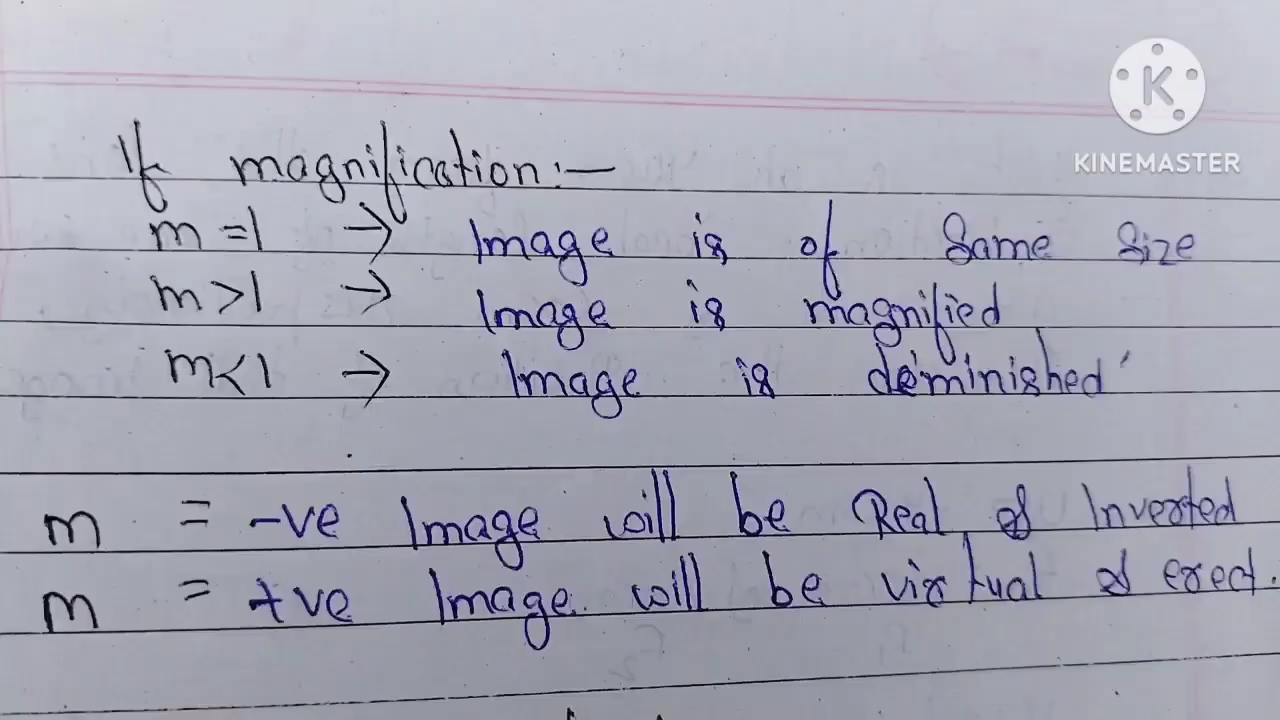 K
KINEMASTER
If magnification:-
m = 1 → Image is of Same Size
m > 1 → Image is magnified
m < 1 → Image is deminished
m = -ve Image will be Real & Inverted
m = +ve Image will be virtual & erect.